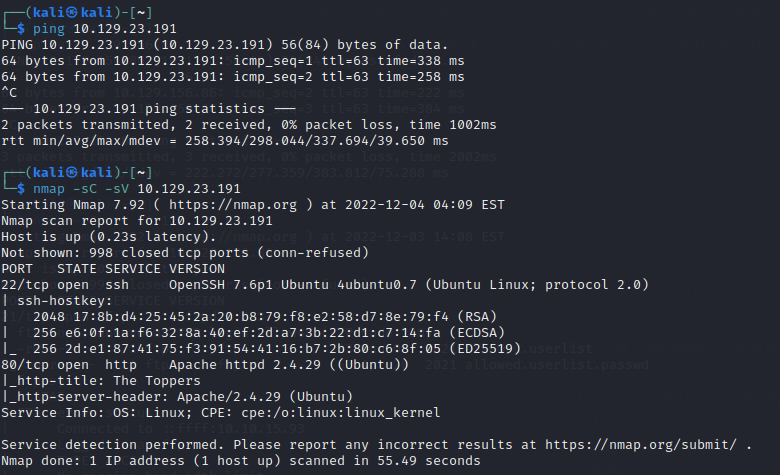 ┌──(kali㉿kali)-[~]
└─$ ping 10.129.23.191
PING 10.129.23.191 (10.129.23.191) 56(84) bytes of data.
64 bytes from 10.129.23.191: icmp_seq=1 ttl=63 time=338 ms
64 bytes from 10.129.23.191: icmp_seq=2 ttl=63 time=258 ms
^C
--- 10.129.23.191 ping statistics ---
2 packets transmitted, 2 received, 0% packet loss, time 1002ms
rtt min/avg/max/mdev = 258.394/298.044/337.694/39.650 ms
┌──(kali㉿kali)-[~]
└─$ nmap -sC -sV 10.129.23.191
Starting Nmap 7.92 ( https://nmap.org ) at 2022-12-04 04:09 EST
Nmap scan report for 10.129.23.191
Host is up (0.23s latency).
Not shown: 998 closed tcp ports (conn-refused)
PORT   STATE SERVICE VERSION
22/tcp open  ssh     OpenSSH 7.6p1 Ubuntu 4ubuntu0.7 (Ubuntu Linux; protocol 2.0)
| ssh-hostkey:
|   2048 17:8b:d4:25:45:2a:20:b8:79:f8:e2:58:d7:8e:79:f4 (RSA)
|   256 e6:0f:1a:f6:32:8a:40:ef:2d:a7:3b:22:d1:c7:14:fa (ECDSA)
|_  256 2d:e1:87:41:75:f3:91:54:41:16:b7:2b:80:c6:8f:05 (ED25519)
80/tcp open  http    Apache httpd 2.4.29 ((Ubuntu))
|_http-title: The Toppers
|_http-server-header: Apache/2.4.29 (Ubuntu)
Service Info: OS: Linux; CPE: cpe:/o:linux:linux_kernel
Service detection performed. Please report any incorrect results at https://nmap.org/submit/ .
Nmap done: 1 IP address (1 host up) scanned in 55.49 seconds